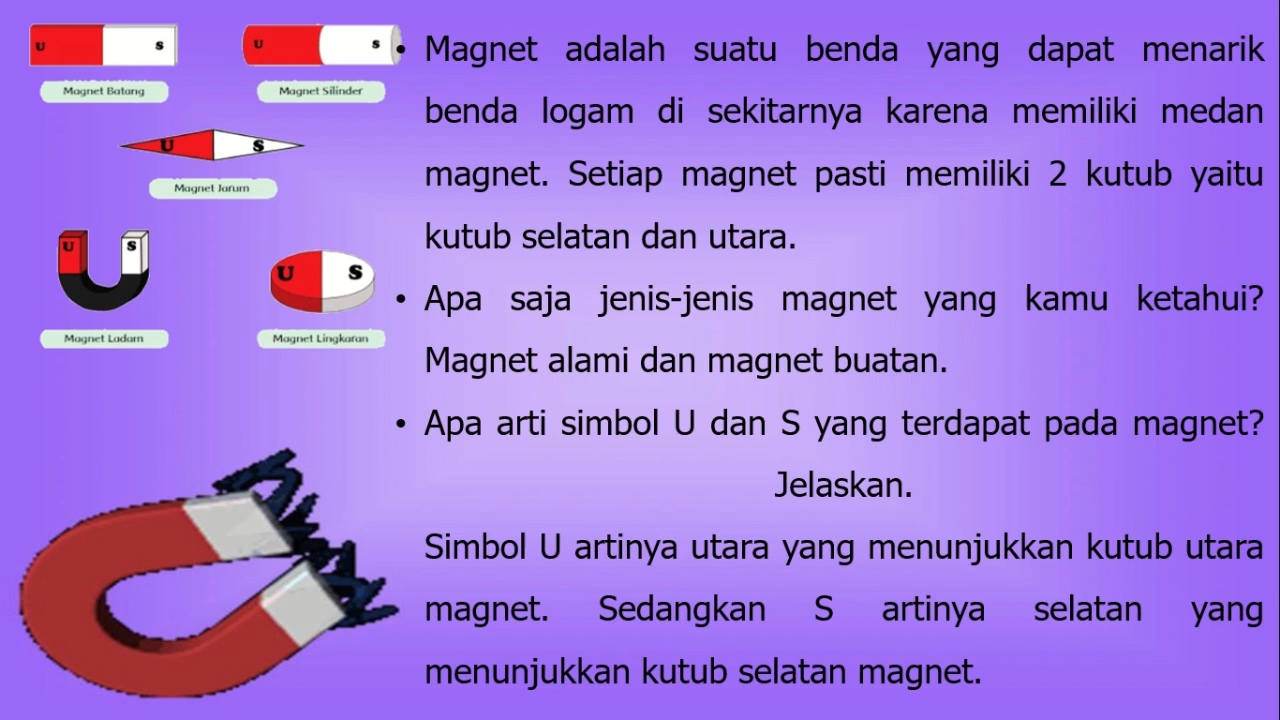 U S
Magnet Batang
U S
Magnet Silinder
U S
Magnet Jarum
U S
Magnet Ladam
U S
Magnet Lingkaran
• Magnet adalah suatu benda yang dapat menarik
benda logam di sekitarnya karena memiliki medan
magnet. Setiap magnet pasti memiliki 2 kutub yaitu
kutub selatan dan utara.
• Apa saja jenis-jenis magnet yang kamu ketahui?
Magnet alami dan magnet buatan.
• Apa arti simbol U dan S yang terdapat pada magnet?
Jelaskan.
Simbol U artinya utara yang menunjukkan kutub utara
magnet. Sedangkan S artinya selatan yang
menunjukkan kutub selatan magnet.